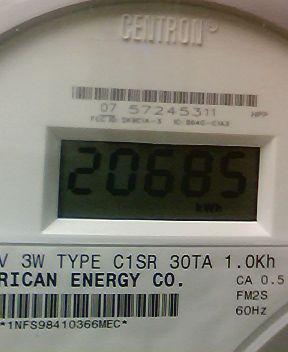 CENTRON®
07 57245311
HPP
20685
kWh
V 3W TYPE C1SR 30TA 1.0Kh
RICAN ENERGY CO.
CA 0.5
FM2S
60Hz
*1NFS98410366MEC*